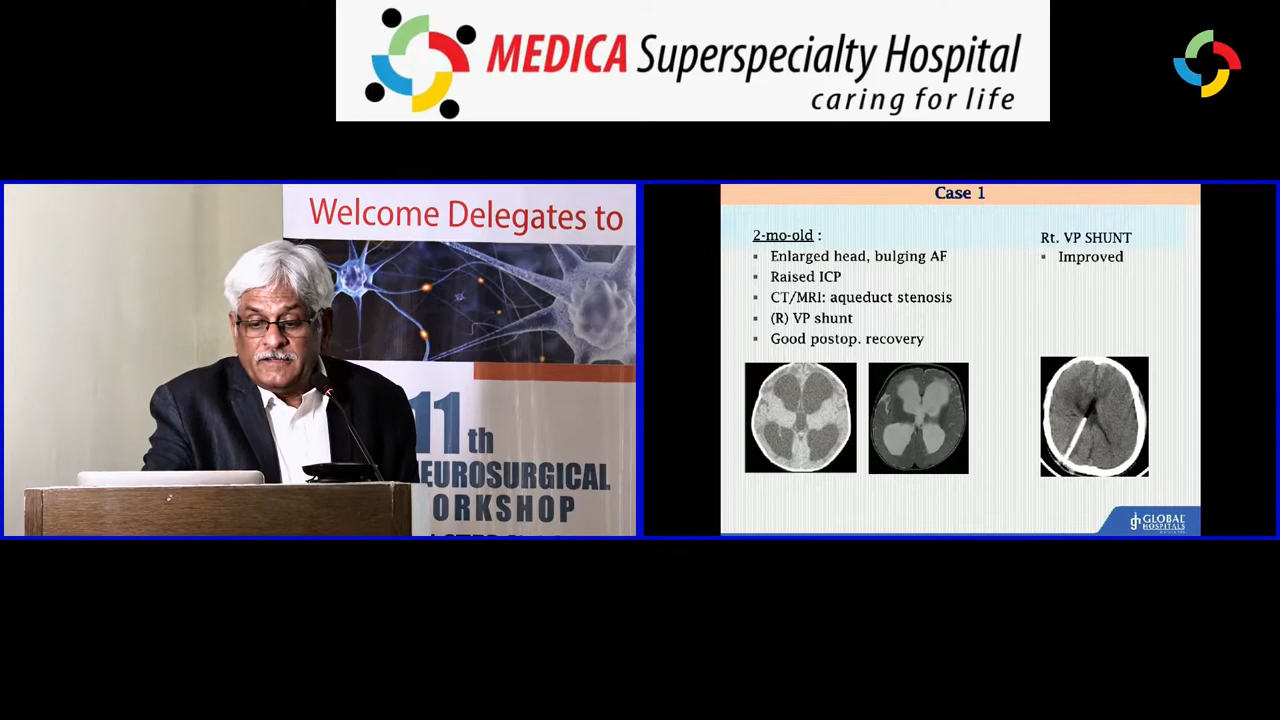 MEDICA Superspecialty Hospital
caring for life
Welcome Delegates to
11th
NEUROSURGICAL
ORKSHOP
Case 1
2-mo-old :
Enlarged head, bulging AF
Raised ICP
CT/MRI: aqueduct stenosis
(R) VP shunt
Good postop. recovery
Rt. VP SHUNT
Improved
GLOBAL
HOSPITALS